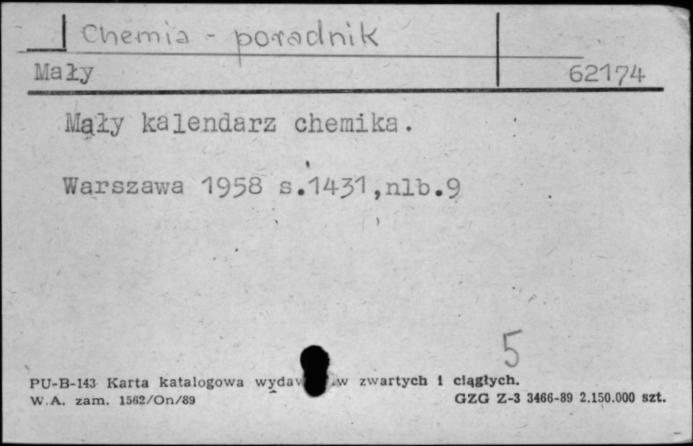 Chemia - poradnik
Mały 62174
Mały kalendarz chemika.
Warszawa 1958 s.1431,nlb.9
5
PU-B-143 Karta katalogowa wydaw w zwartych i ciągłych.
W.A. zam. 1562/On/89 GZG Z-3 3466-89 2.150.000 szt.